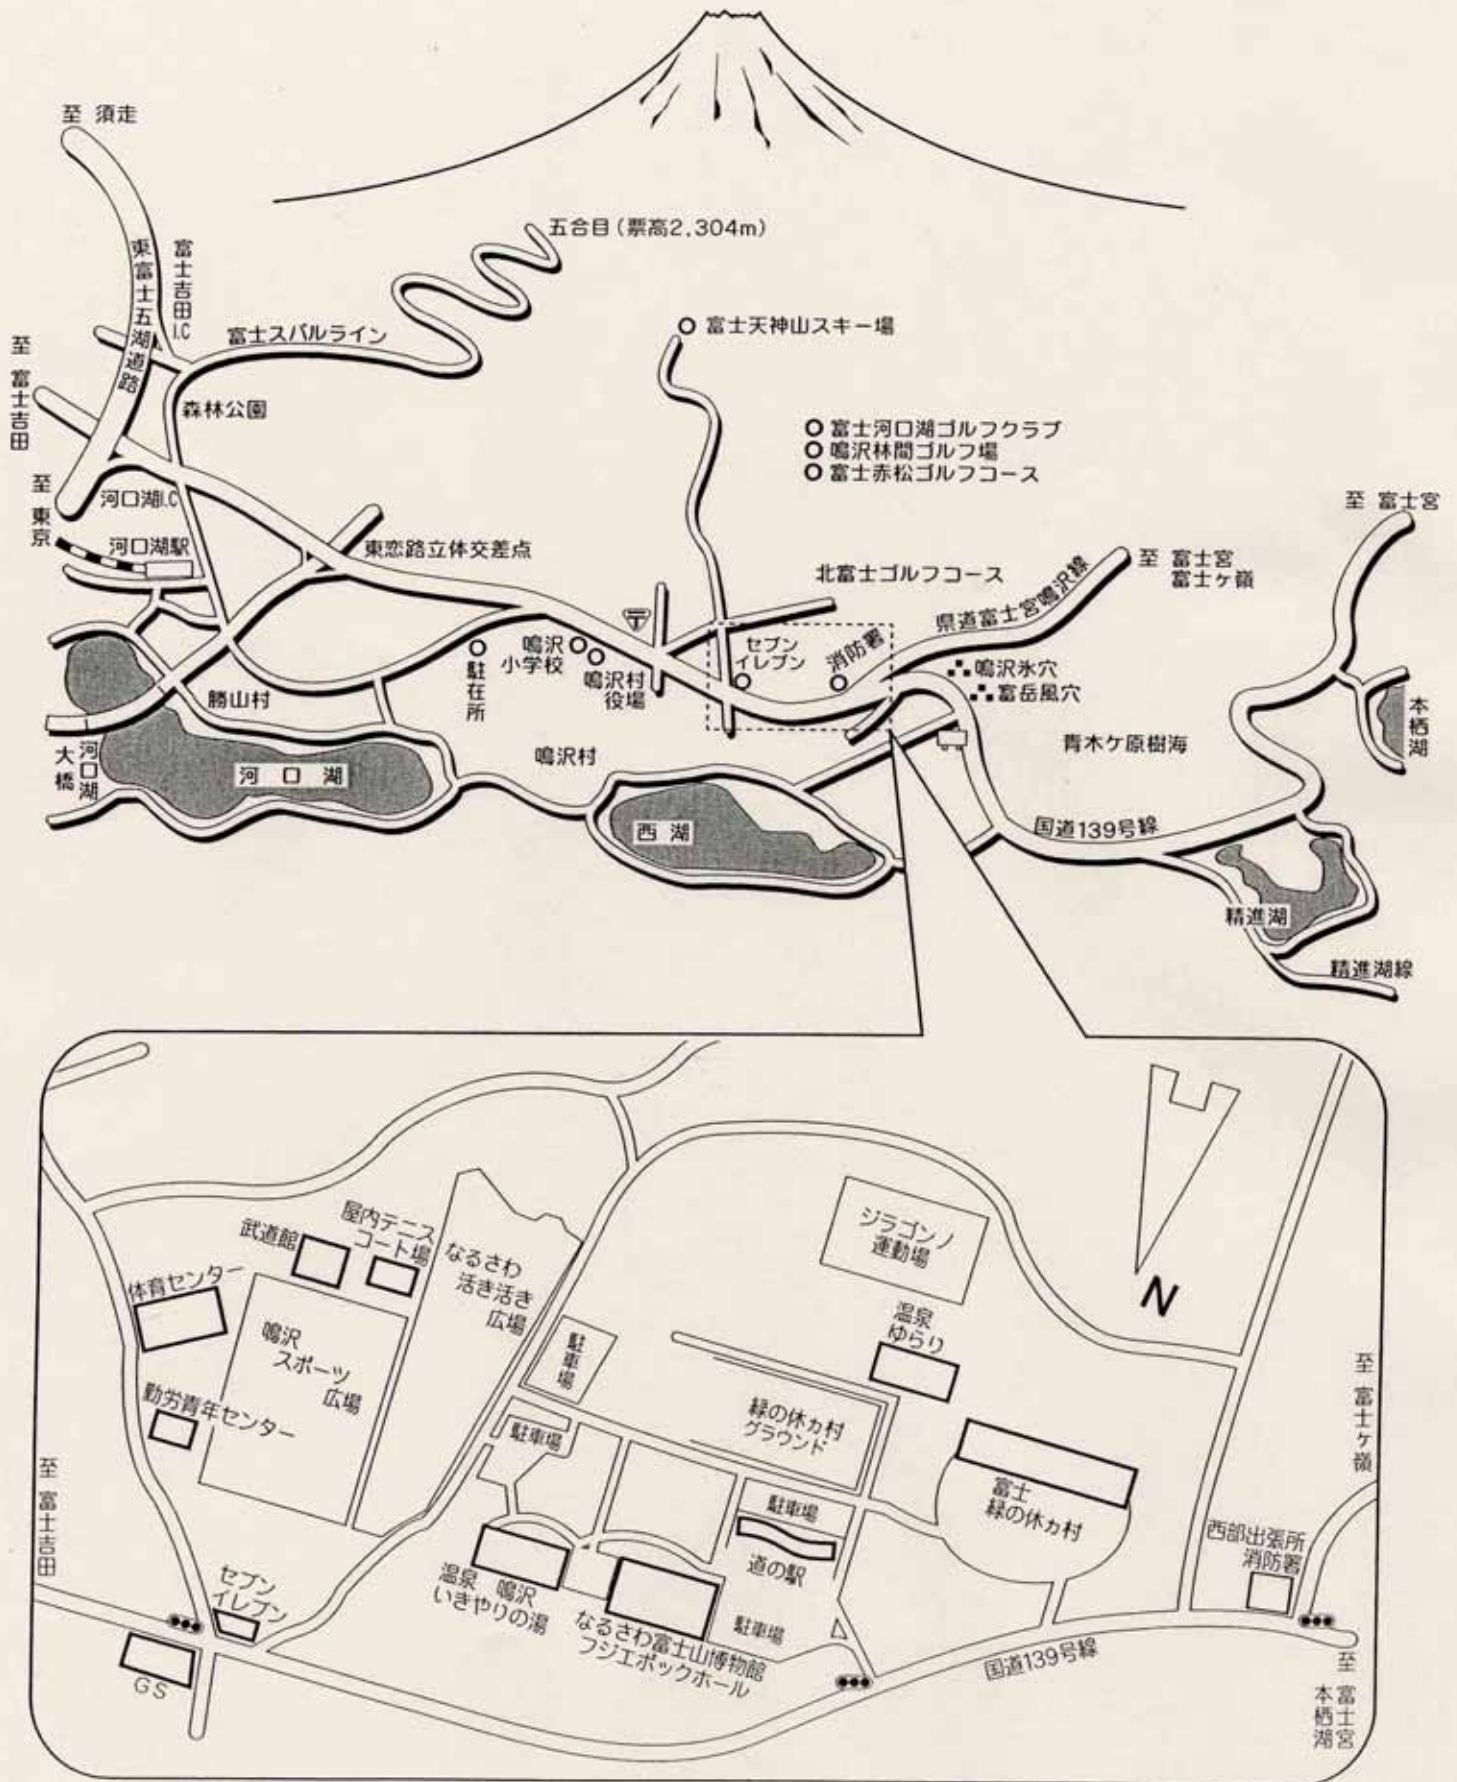 至 須走
東富士五湖道路
富士吉田I.C
五合目(票高2,304m)
富士スバルライン
富士天神山スキー場
至 富士吉田
森林公園
富士河口湖ゴルフクラブ
鳴沢林間ゴルフ場
富士赤松ゴルフコース
至 東京
河口湖I.C
河口湖駅
東恋路立体交差点
至 富士宮
北富士ゴルフコース
県道富士宮鳴沢線
至 富士宮
富士ヶ嶺
駐在所
鳴沢
小学校
鳴沢村
役場
セブン
イレブン
消防署
鳴沢氷穴
富岳風穴
勝山村
鳴沢村
青木ケ原樹海
本栖湖
河口湖
大橋
河口湖
西湖
国道139号線
精進湖
精進湖線
武道館
屋内テニス
コート場
なるさわ
活き活き
広場
ジラゴンノ
運動場
N
体育センター
鳴沢
スポーツ
広場
駐車場
温泉
ゆらり
勤労青年センター
駐車場
緑の休ヵ村
グラウンド
至 富士ヶ嶺
至 富士吉田
駐車場
富士
緑の休ヵ村
西部出張所
消防署
セブン
イレブン
温泉 鳴沢
いきやりの湯
道の駅
なるさわ富士山博物館
フジエポックホール
駐車場
GS
国道139号線
至 富士宮
本栖湖